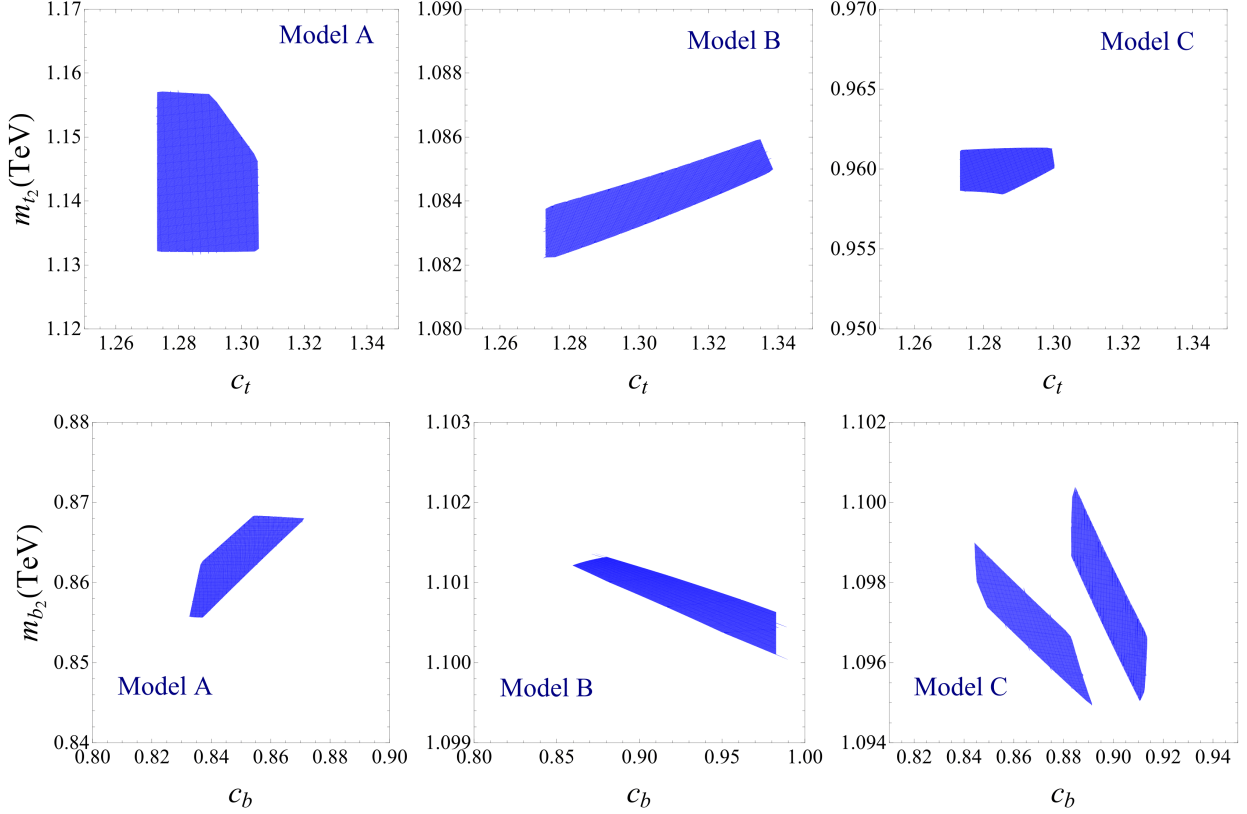 1.17
1.16
1.15
1.14
1.13
1.12
m_{t_2}(TeV)
Model A
1.26 1.28 1.30 1.32 1.34
c_t
1.090
1.088
1.086
1.084
1.082
1.080
Model B
1.26 1.28 1.30 1.32 1.34
c_t
0.970
0.965
0.960
0.955
0.950
Model C
1.26 1.28 1.30 1.32 1.34
c_t
0.88
0.87
0.86
0.85
0.84
m_{b_2}(TeV)
Model A
0.80 0.82 0.84 0.86 0.88 0.90
c_b
1.103
1.102
1.101
1.100
1.099
Model B
0.80 0.85 0.90 0.95 1.00
c_b
1.102
1.100
1.098
1.096
1.094
Model C
0.82 0.84 0.86 0.88 0.90 0.92 0.94
c_b